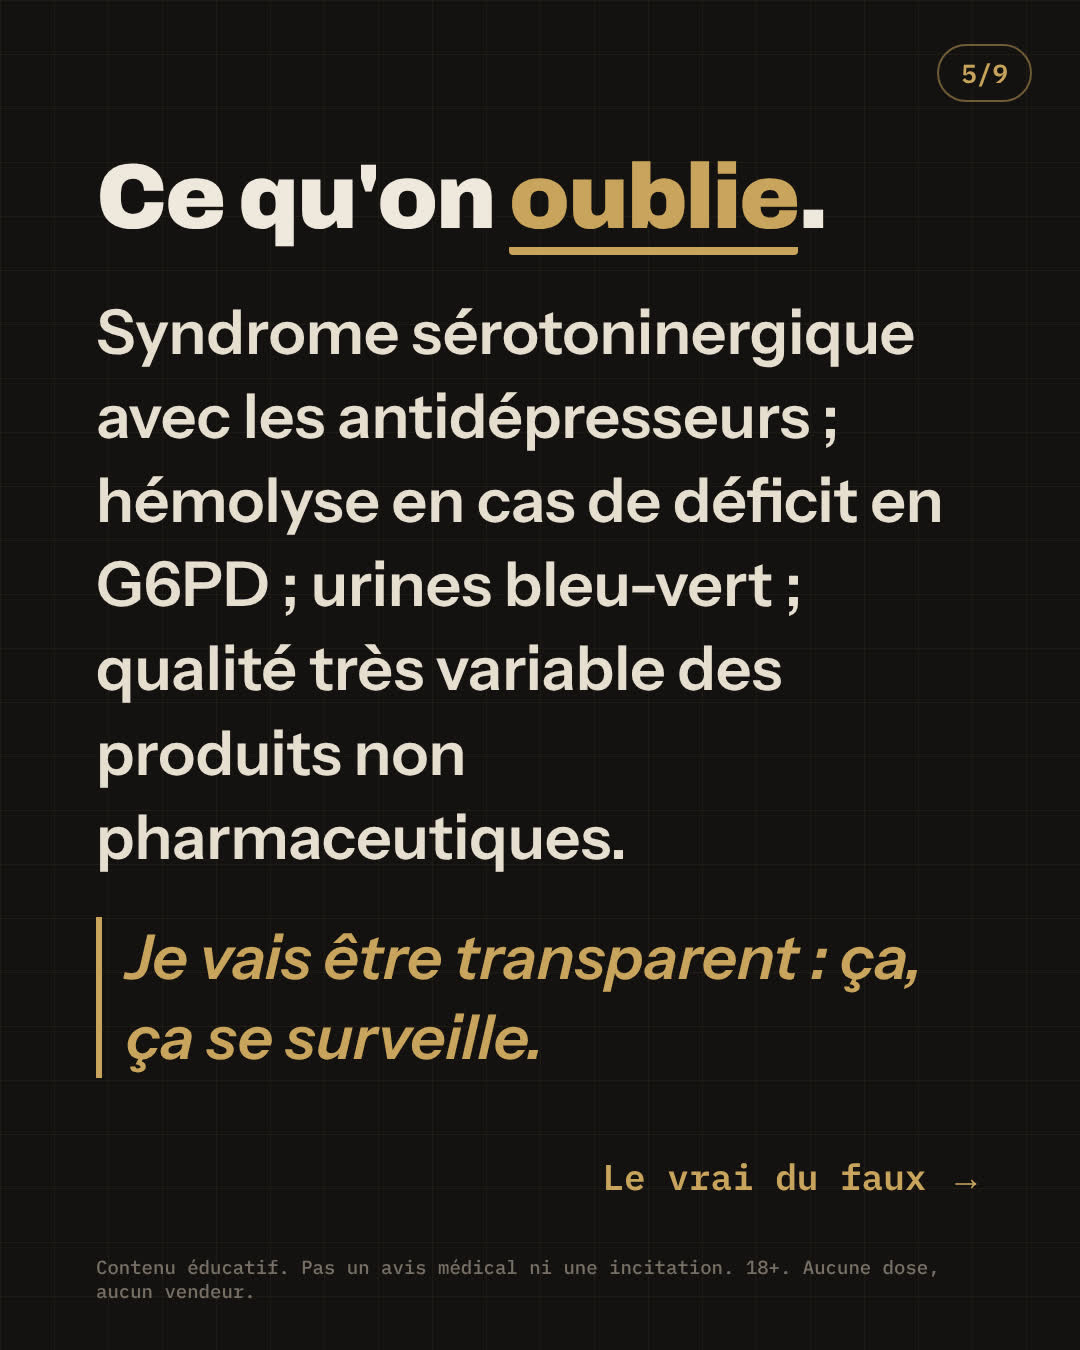 5/9
Ce qu'on oublie.
Syndrome sérotoninergique
avec les antidépresseurs ;
hémolyse en cas de déficit en
G6PD ; urines bleu-vert ;
qualité très variable des
produits non
pharmaceutiques.
Je vais être transparent : ça,
ça se surveille.
Le vrai du faux →
Contenu éducatif. Pas un avis médical ni une incitation. 18+. Aucune dose,
aucun vendeur.